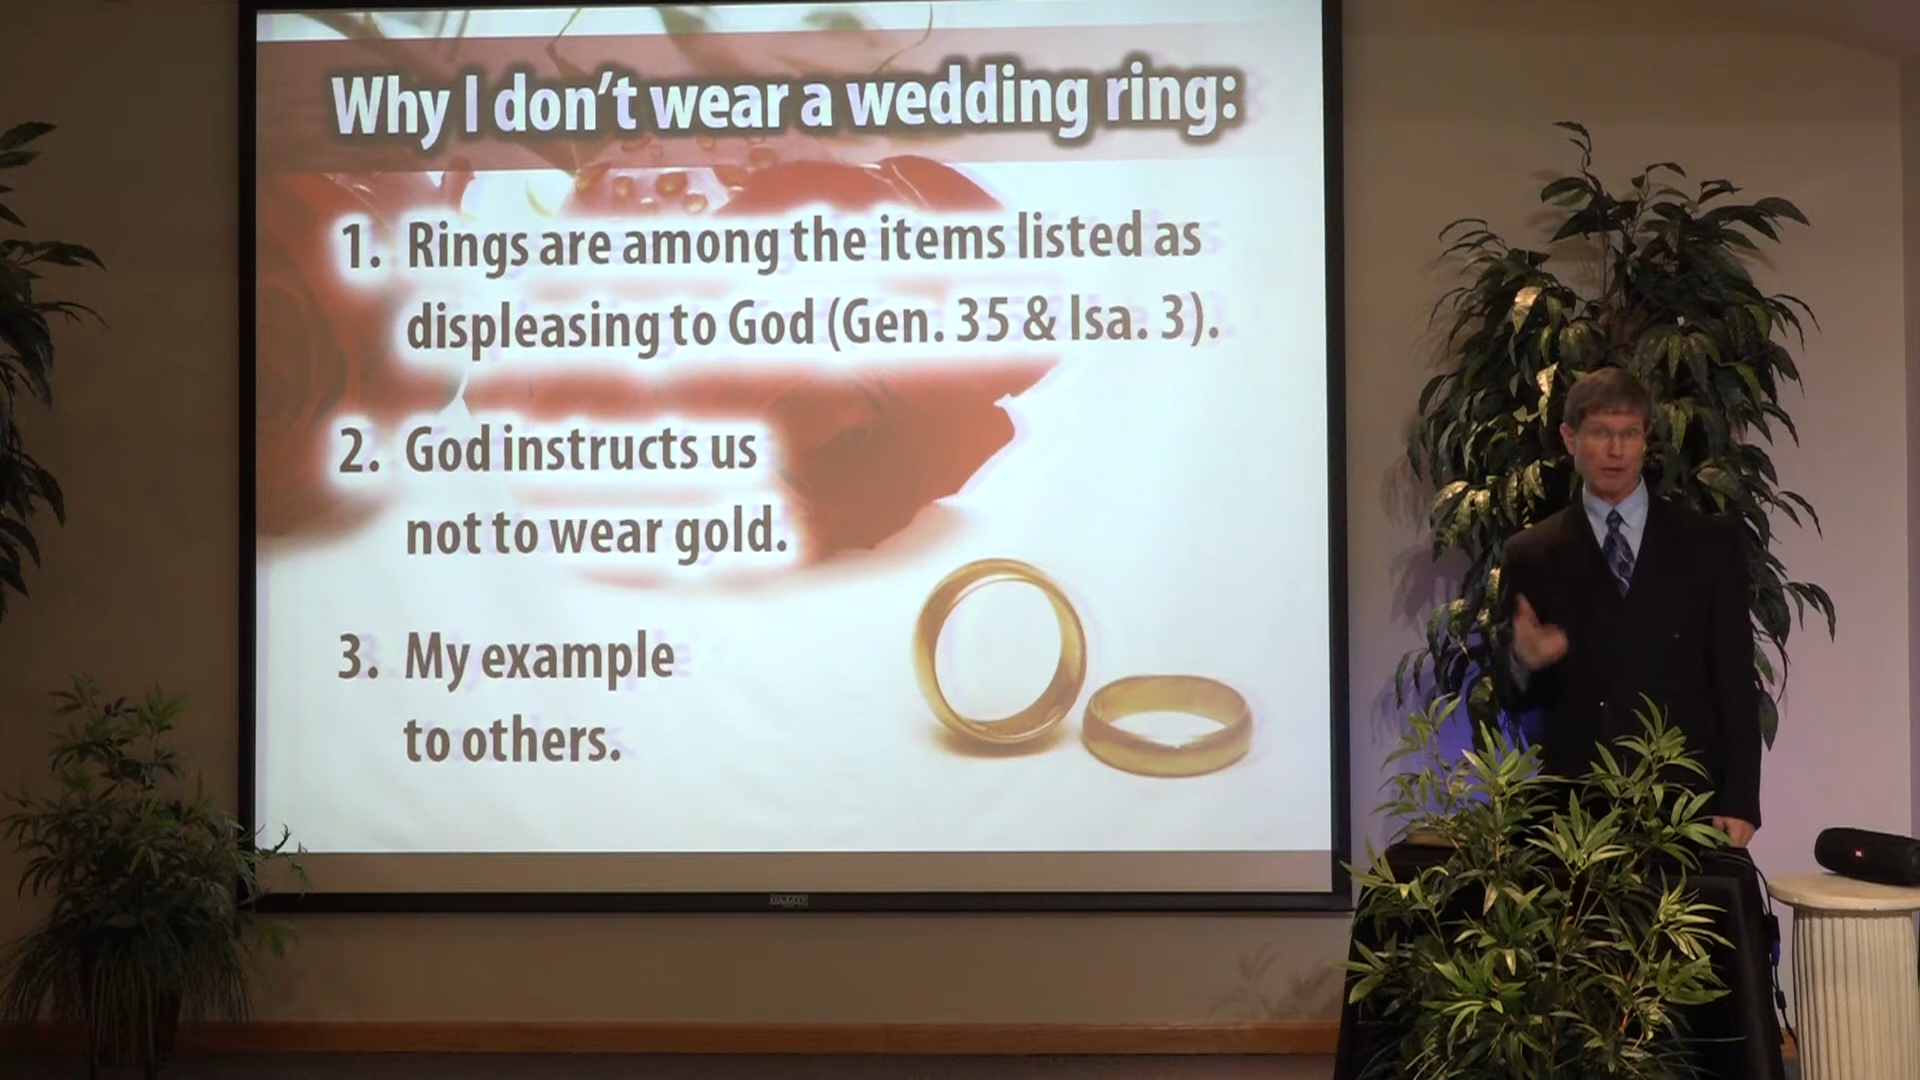 Why I don't wear a wedding ring:
1. Rings are among the items listed as
displeasing to God (Gen. 35 & Isa. 3).
2. God instructs us
not to wear gold.
3. My example
to others.